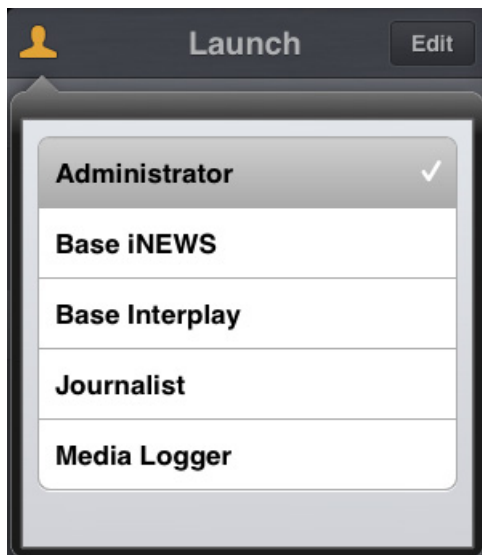 Launch
Edit
Administrator
Base iNEWS
Base Interplay
Journalist
Media Logger